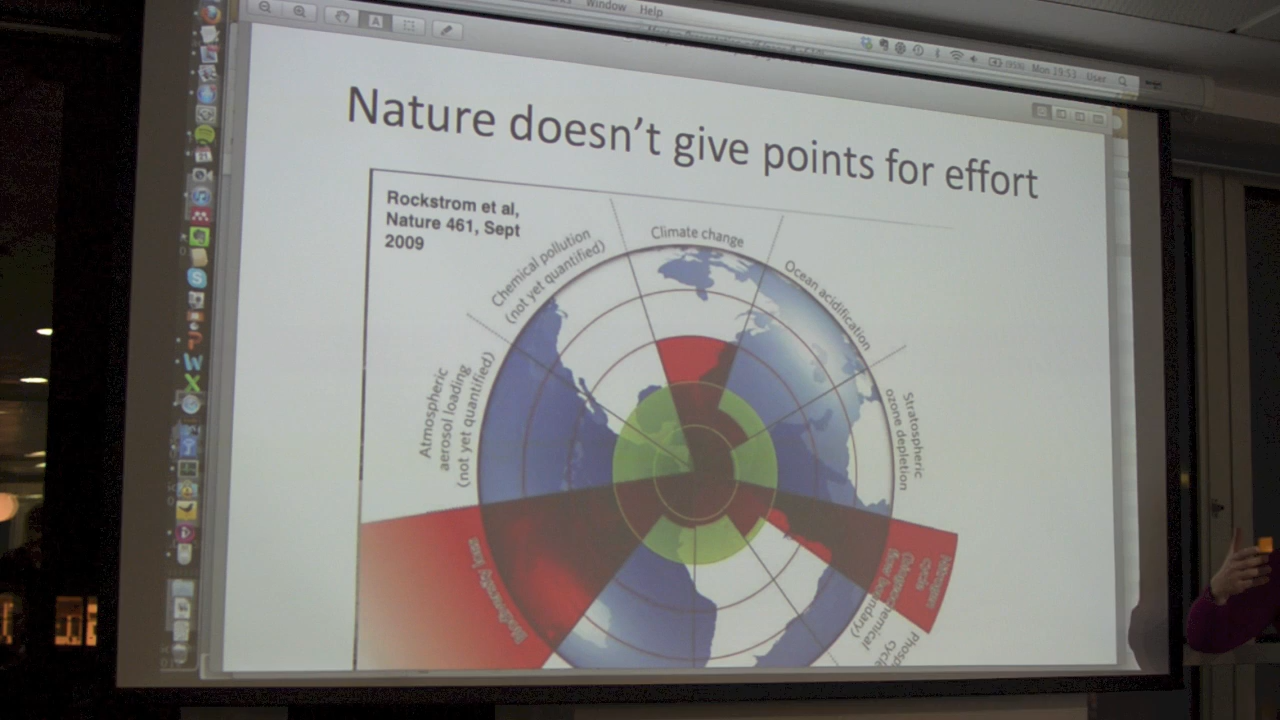 Window Help
Mon 19:53 User
Nature doesn't give points for effort
Rockstrom et al,
Nature 461, Sept
2009
Climate change
Chemical pollution
(not yet quantified)
Ocean acidification
Atmospheric
aerosol loading
(not yet quantified)
Stratospheric
ozone depletion
Biodiversity loss
Nitrogen
cycle
(biogeochemical
flow boundary)